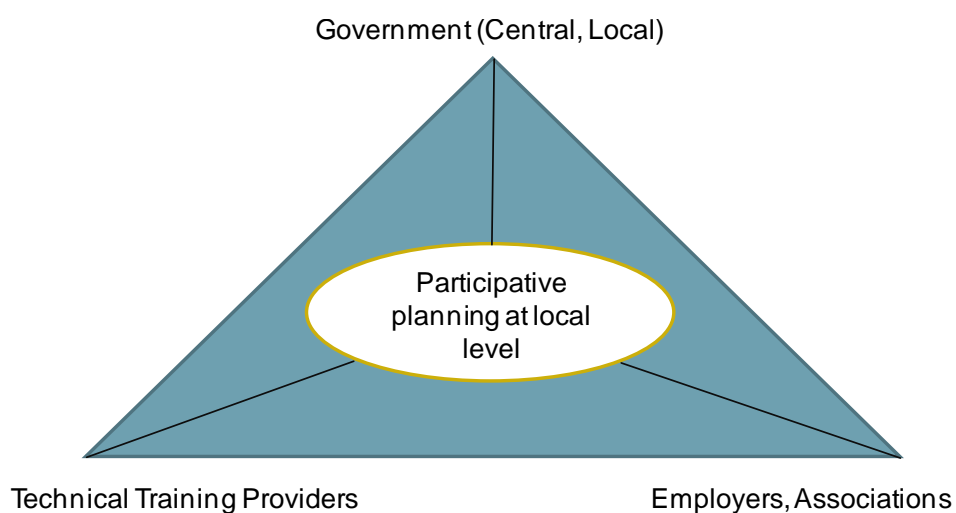 Government (Central, Local)
Participative
planning at local
level
Technical Training Providers
Employers, Associations